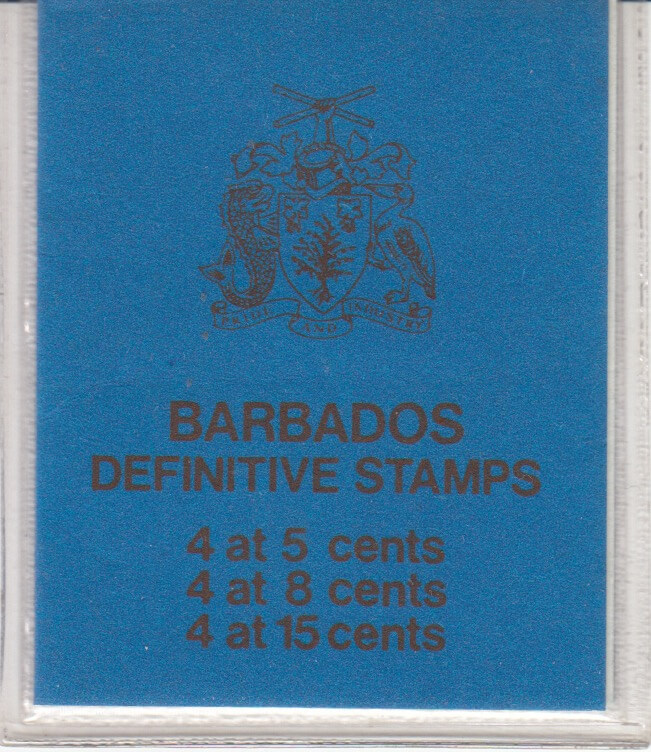 PRIDE AND INDUSTRY
BARBADOS
DEFINITIVE STAMPS
4 at 5 cents
4 at 8 cents
4 at 15 cents